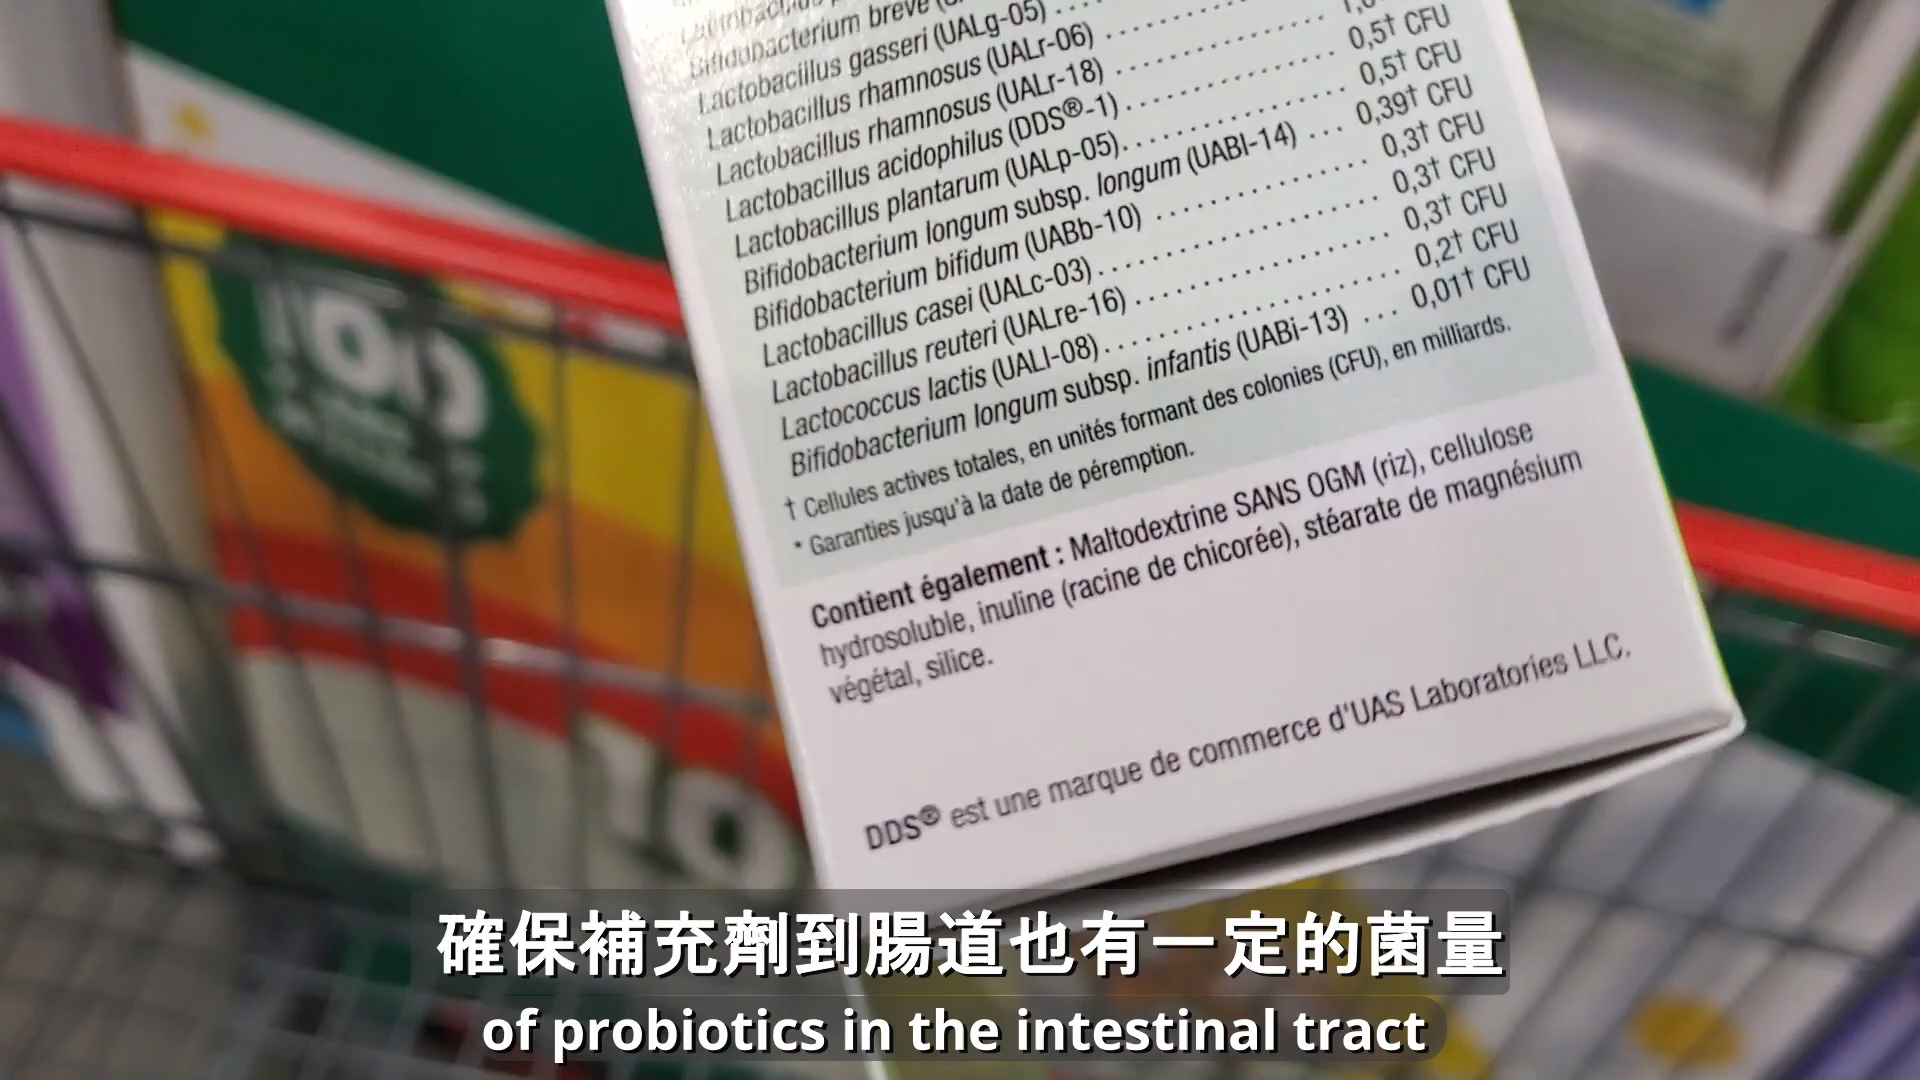 Bifidobacterium breve
Lactobacillus gasseri (UALg-05)
Lactobacillus rhamnosus (UALr-06)
Lactobacillus rhamnosus (UALr-18)
Lactobacillus acidophilus (DDS®-1) 0,5† CFU
Lactobacillus plantarum (UALp-05) 0,5† CFU
Bifidobacterium longum subsp. longum (UABl-14) ... 0,39† CFU
Bifidobacterium bifidum (UABb-10) 0,3† CFU
Lactobacillus casei (UALc-03) 0,3† CFU
Lactobacillus reuteri (UALre-16) 0,3† CFU
Lactococcus lactis (UALl-08) 0,2† CFU
Bifidobacterium longum subsp. infantis (UABi-13) ... 0,01† CFU
† Cellules actives totales, en unités formant des colonies (CFU), en milliards.
* Garanties jusqu'à la date de péremption.
Contient également : Maltodextrine SANS OGM (riz), cellulose
hydrosoluble, inuline (racine de chicorée), stéarate de magnésium
végétal, silice.
DDS® est une marque de commerce d'UAS Laboratories LLC.
100
10
確保補充劑到腸道也有一定的菌量
of probiotics in the intestinal tract